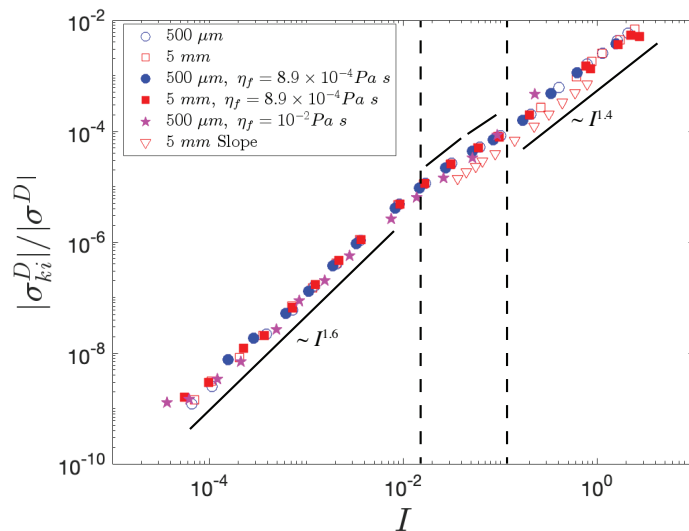 10^-2
10^-4
10^-6
10^-8
10^-10
|σ^D_ki|/|σ^D|
500 μm
5 mm
500 μm, η_f = 8.9 × 10^-4 Pa s
5 mm, η_f = 8.9 × 10^-4 Pa s
500 μm, η_f = 10^-2 Pa s
5 mm Slope
~ I^1.4
~ I^1.6
10^-4
10^-2
10^0
I